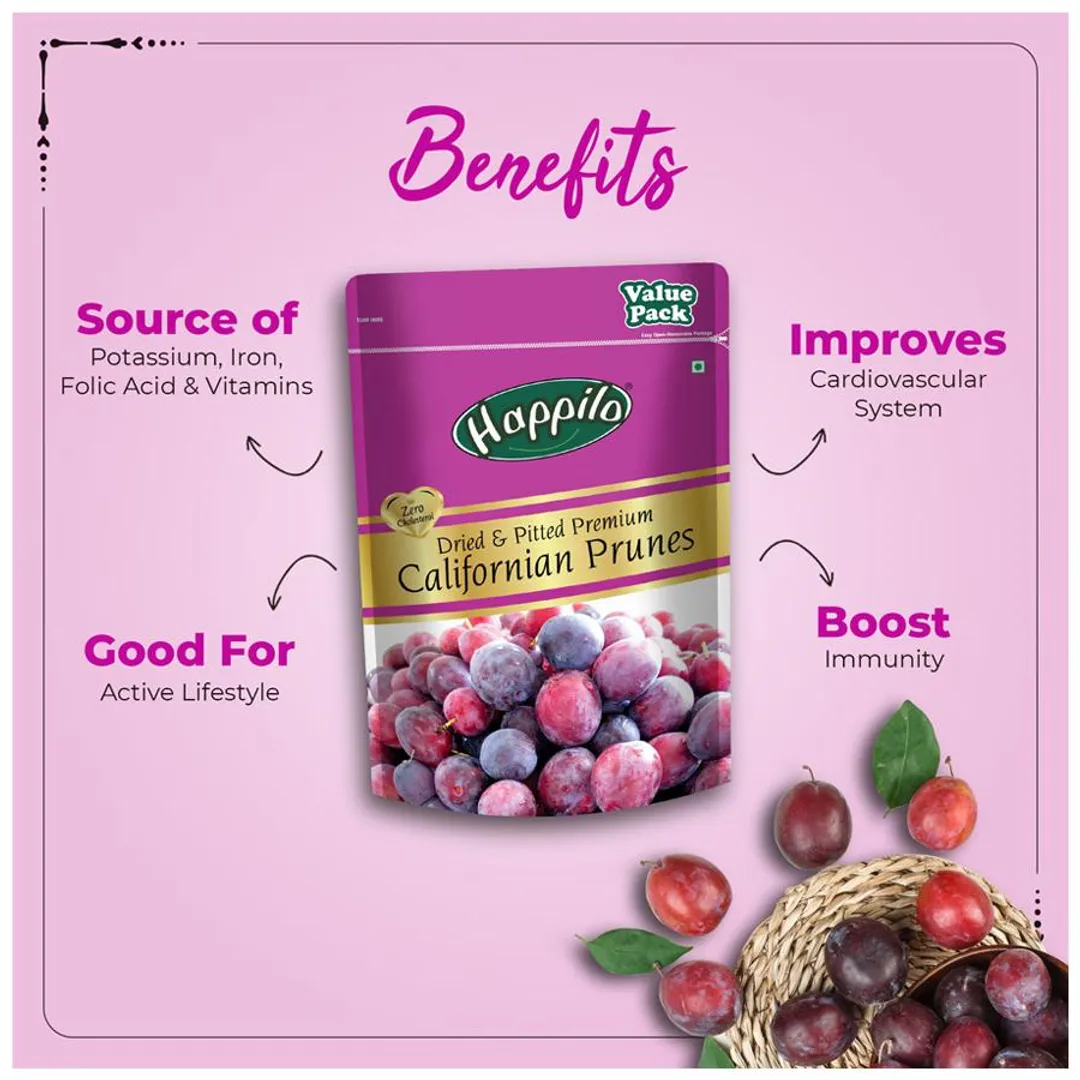 Benefits
Source of
Potassium, Iron,
Folic Acid & Vitamins
Improves
Cardiovascular
System
Good For
Active Lifestyle
Boost
Immunity
Value
Pack
Happilo®
Zero
Cholesterol
Dried & Pitted Premium
Californian Prunes